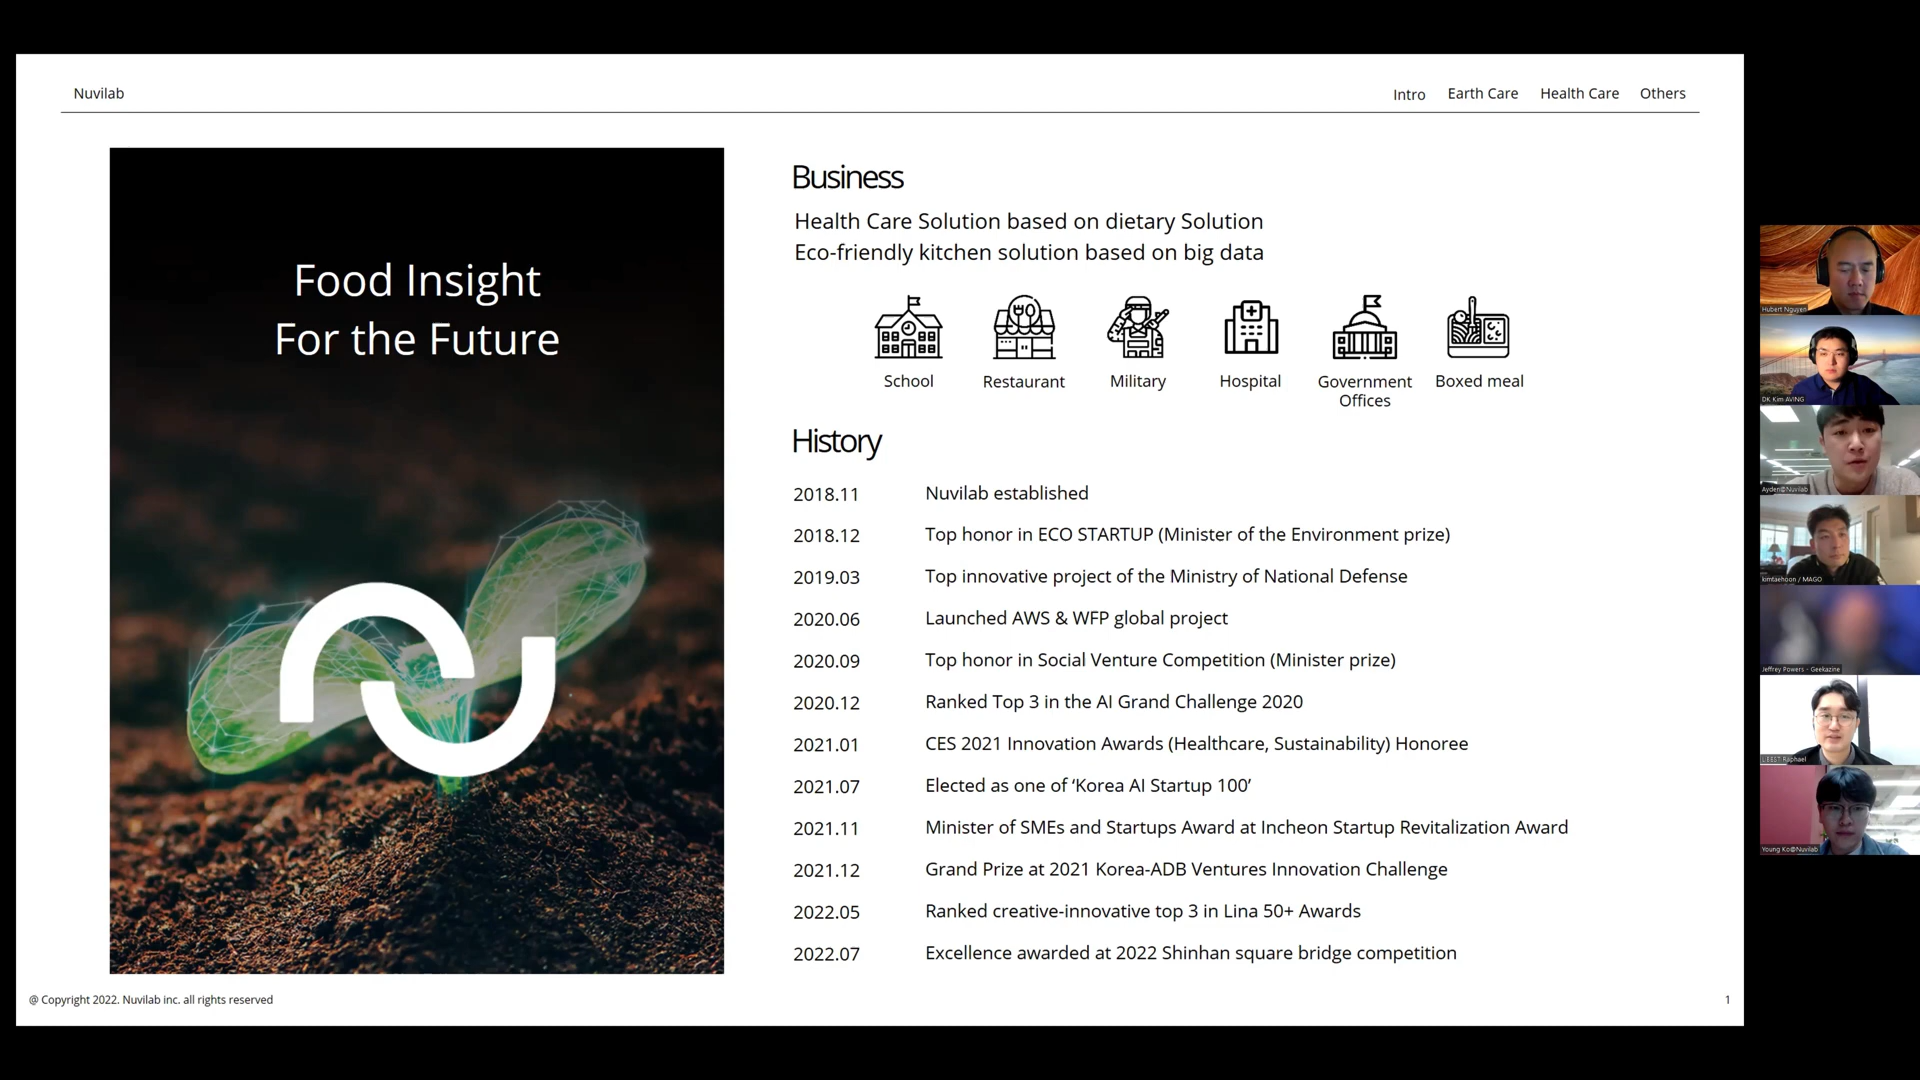 Nuvilab
Intro Earth Care Health Care Others
Food Insight
For the Future
Business
Health Care Solution based on dietary Solution
Eco-friendly kitchen solution based on big data
School Restaurant Military Hospital Government Offices Boxed meal
History
2018.11 Nuvilab established
2018.12 Top honor in ECO STARTUP (Minister of the Environment prize)
2019.03 Top innovative project of the Ministry of National Defense
2020.06 Launched AWS & WFP global project
2020.09 Top honor in Social Venture Competition (Minister prize)
2020.12 Ranked Top 3 in the AI Grand Challenge 2020
2021.01 CES 2021 Innovation Awards (Healthcare, Sustainability) Honoree
2021.07 Elected as one of ‘Korea AI Startup 100’
2021.11 Minister of SMEs and Startups Award at Incheon Startup Revitalization Award
2021.12 Grand Prize at 2021 Korea-ADB Ventures Innovation Challenge
2022.05 Ranked creative-innovative top 3 in Lina 50+ Awards
2022.07 Excellence awarded at 2022 Shinhan square bridge competition
@ Copyright 2022. Nuvilab inc. all rights reserved
1
Hubert Nguyen
DK Kim AVING
Ayden@Nuvilab
kimtaehoon / MAGO
Jeffrey Powers - Geekazine
Raphael
Young Ko@Nuvilab